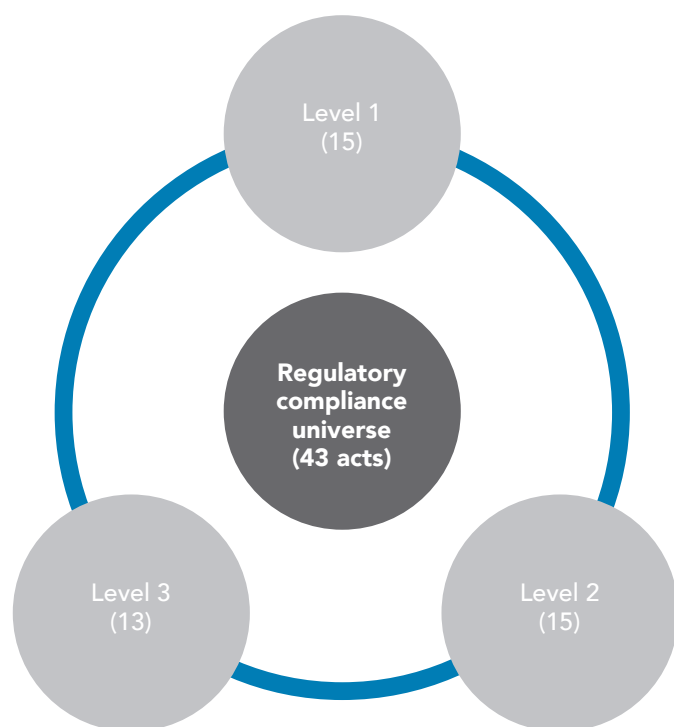 Level 1
(15)
Regulatory
compliance
universe
(43 acts)
Level 3
(13)
Level 2
(15)